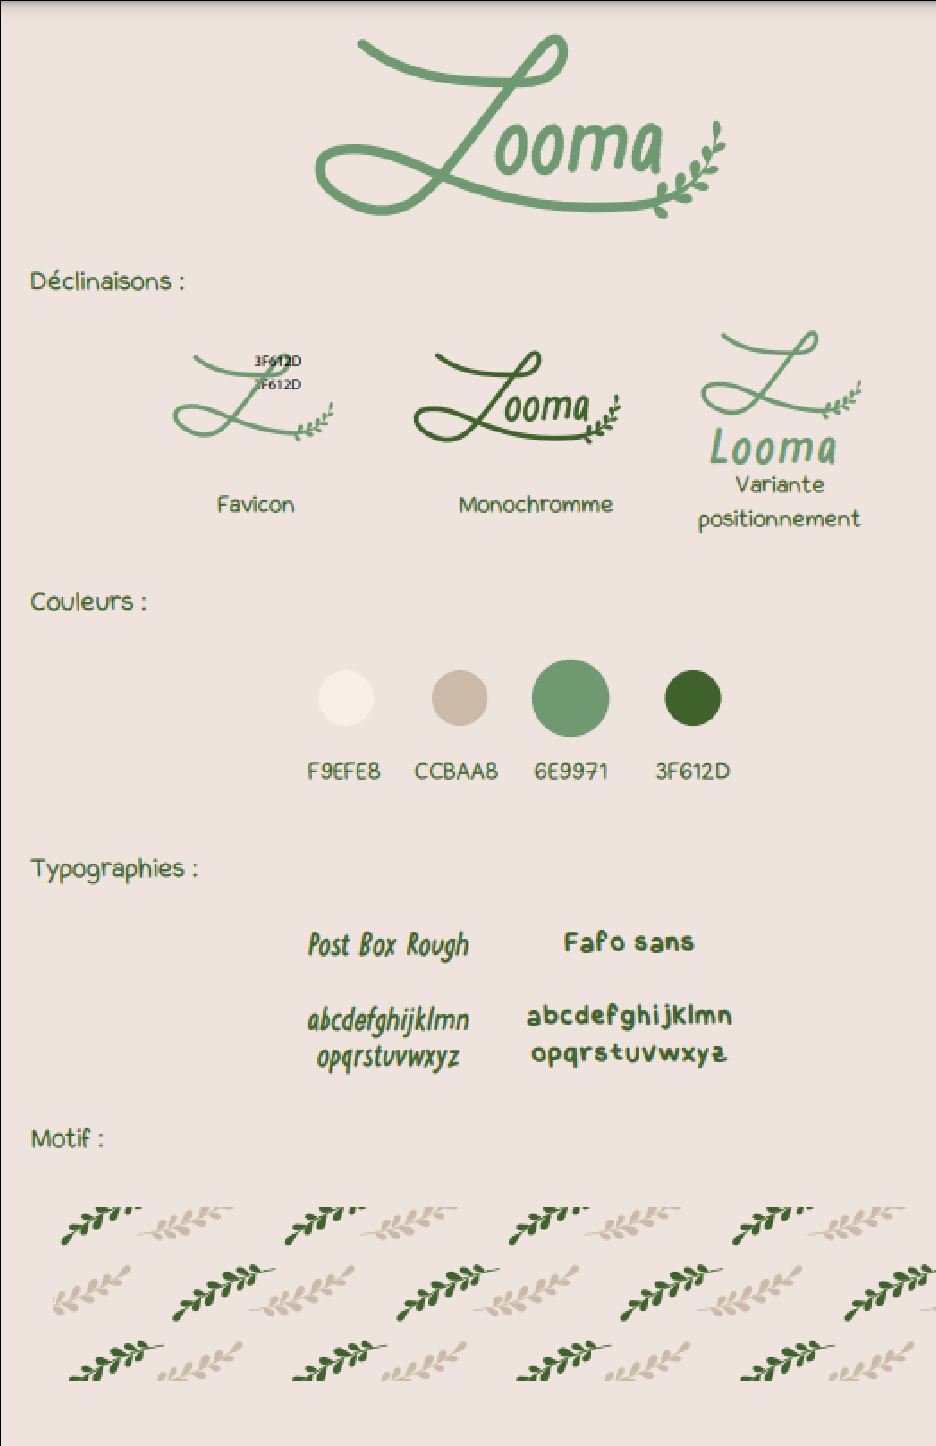 Looma
Déclinaisons :
3F612D
3F612D
Looma
Looma
Favicon
Monochromme
Variante
positionnement
Couleurs :
F9EFE8
CCBAA8
6E9971
3F612D
Typographies :
Post Box Rough
Fafo sans
abcdefghijklmn
opqrstuvwxyz
abcdefghijklmn
opqrstuvwxyz
Motif :